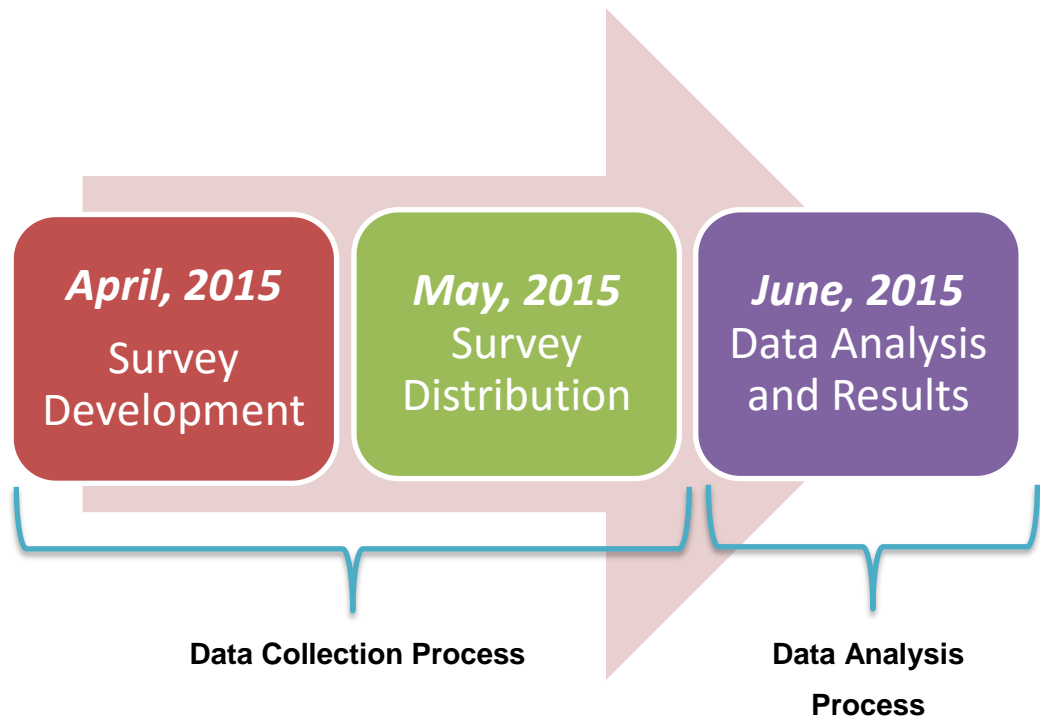 April, 2015
Survey
Development
May, 2015
Survey
Distribution
June, 2015
Data Analysis
and Results
Data Collection Process
Data Analysis
Process